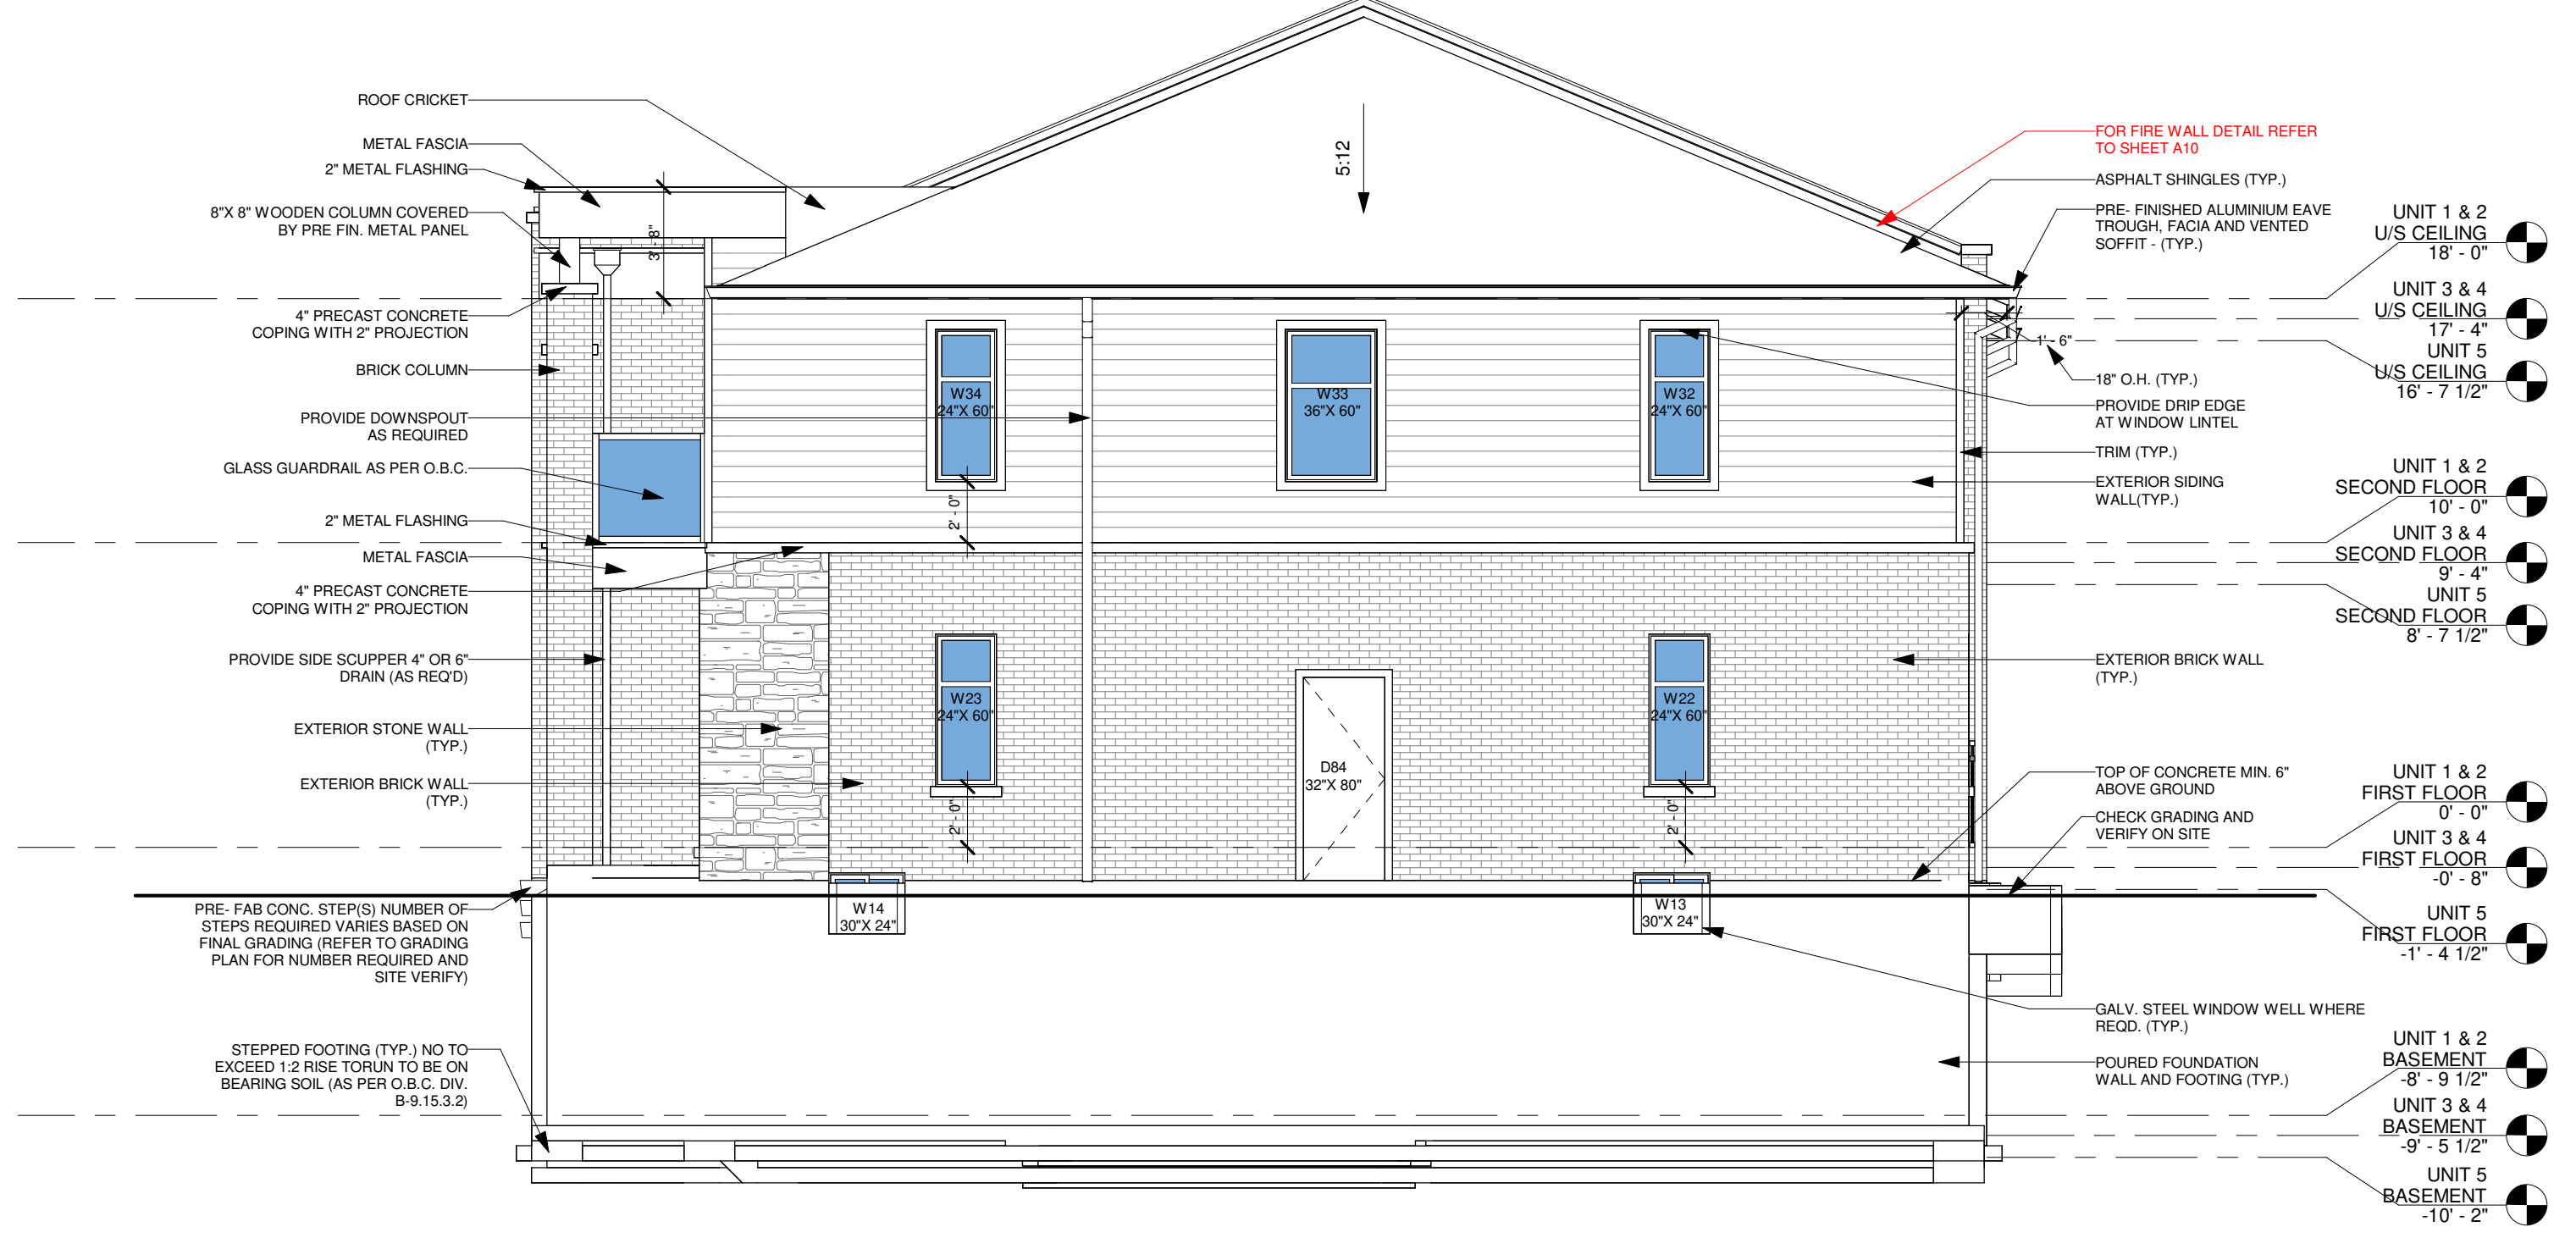 ROOF CRICKET
METAL FASCIA
2" METAL FLASHING
8"X 8" WOODEN COLUMN COVERED
BY PRE FIN. METAL PANEL
4" PRECAST CONCRETE
COPING WITH 2" PROJECTION
BRICK COLUMN
PROVIDE DOWNSPOUT
AS REQUIRED
GLASS GUARDRAIL AS PER O.B.C.
2" METAL FLASHING
METAL FASCIA
4" PRECAST CONCRETE
COPING WITH 2" PROJECTION
PROVIDE SIDE SCUPPER 4" OR 6"
DRAIN (AS REQ'D)
EXTERIOR STONE WALL
(TYP.)
EXTERIOR BRICK WALL
(TYP.)
PRE- FAB CONC. STEP(S) NUMBER OF
STEPS REQUIRED VARIES BASED ON
FINAL GRADING (REFER TO GRADING
PLAN FOR NUMBER REQUIRED AND
SITE VERIFY)
STEPPED FOOTING (TYP.) NO TO
EXCEED 1:2 RISE TORUN TO BE ON
BEARING SOIL (AS PER O.B.C. DIV.
B-9.15.3.2)
3' - 8"
5:12
W34
24"X 60"
W33
36"X 60"
W32
24"X 60"
2' - 0"
W23
24"X 60"
W22
24"X 60"
D84
32"X 80"
2' - 0"
2' - 0"
W14
30"X 24"
W13
30"X 24"
1' - 6"
FOR FIRE WALL DETAIL REFER
TO SHEET A10
ASPHALT SHINGLES (TYP.)
PRE- FINISHED ALUMINIUM EAVE
TROUGH, FACIA AND VENTED
SOFFIT - (TYP.)
18" O.H. (TYP.)
PROVIDE DRIP EDGE
AT WINDOW LINTEL
TRIM (TYP.)
EXTERIOR SIDING
WALL(TYP.)
EXTERIOR BRICK WALL
(TYP.)
TOP OF CONCRETE MIN. 6"
ABOVE GROUND
CHECK GRADING AND
VERIFY ON SITE
GALV. STEEL WINDOW WELL WHERE
REQD. (TYP.)
POURED FOUNDATION
WALL AND FOOTING (TYP.)
UNIT 1 & 2
U/S CEILING
18' - 0"
UNIT 3 & 4
U/S CEILING
17' - 4"
UNIT 5
U/S CEILING
16' - 7 1/2"
UNIT 1 & 2
SECOND FLOOR
10' - 0"
UNIT 3 & 4
SECOND FLOOR
9' - 4"
UNIT 5
SECOND FLOOR
8' - 7 1/2"
UNIT 1 & 2
FIRST FLOOR
0' - 0"
UNIT 3 & 4
FIRST FLOOR
-0' - 8"
UNIT 5
FIRST FLOOR
-1' - 4 1/2"
UNIT 1 & 2
BASEMENT
-8' - 9 1/2"
UNIT 3 & 4
BASEMENT
-9' - 5 1/2"
UNIT 5
BASEMENT
-10' - 2"